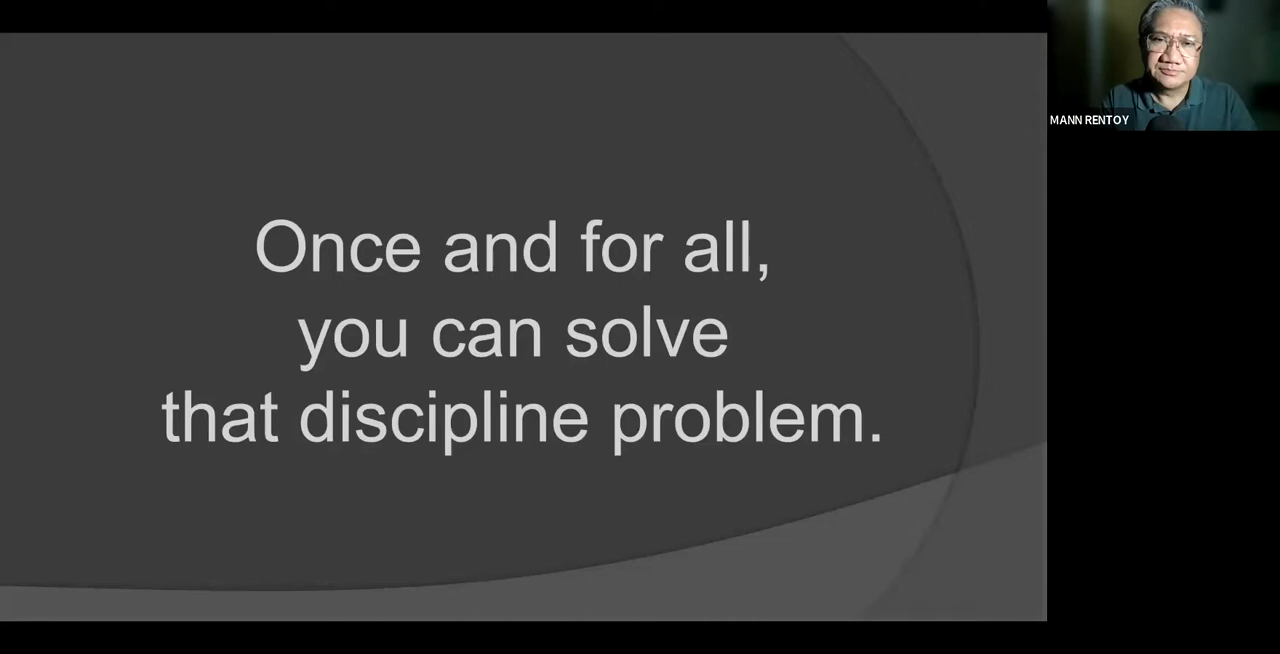 Once and for all,
you can solve
that discipline problem.
MANN RENTOY